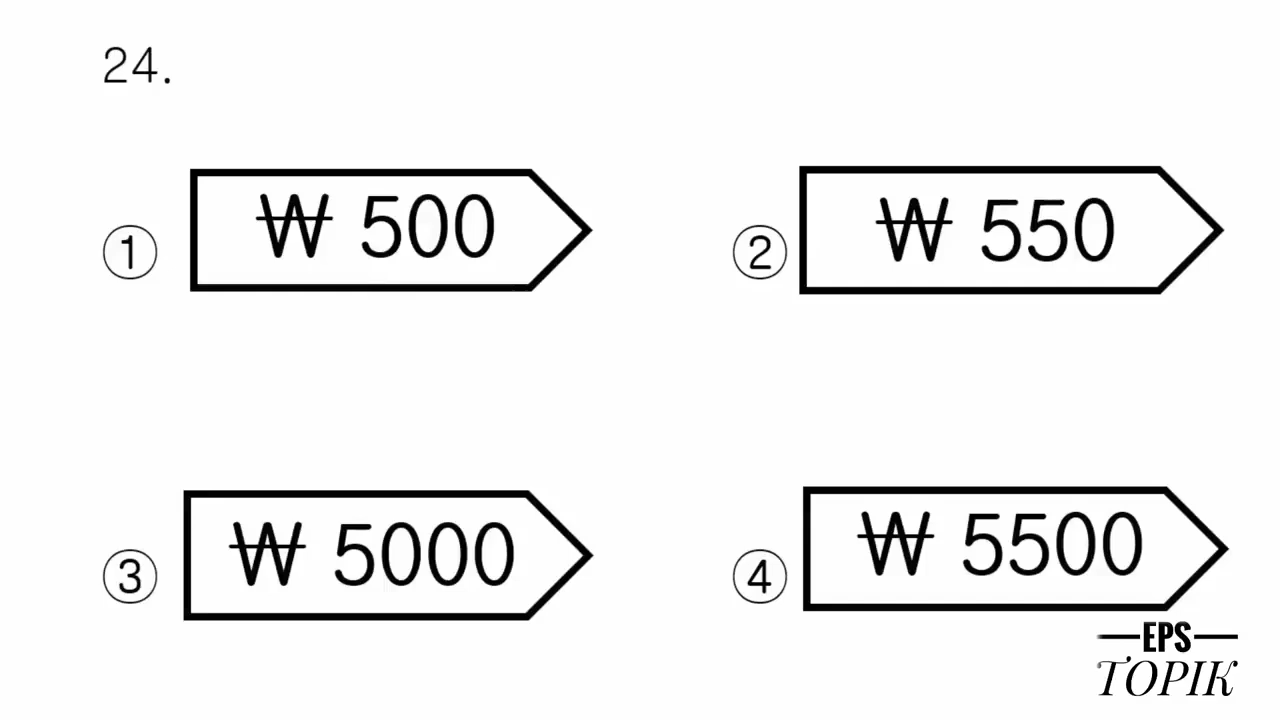 24.
① ₩ 500
② ₩ 550
③ ₩ 5000
④ ₩ 5500
EPS
TOPIK